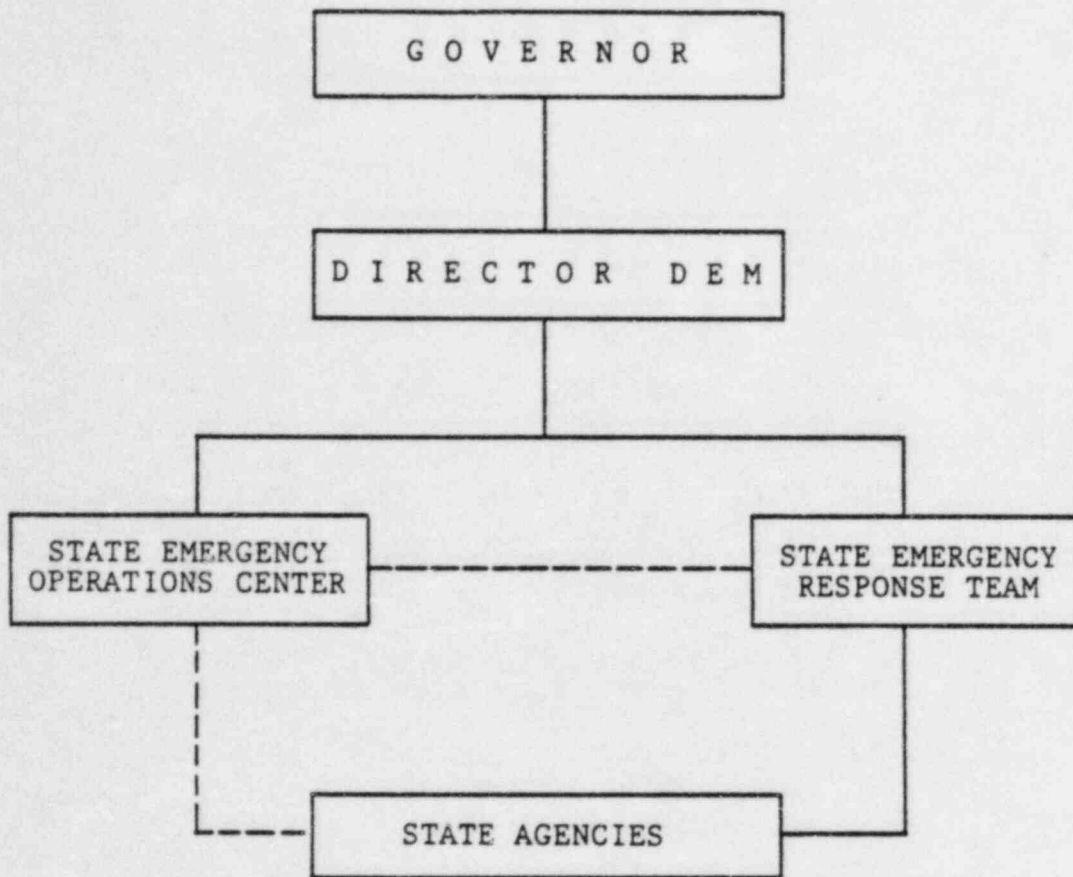 GOVERNOR
DIRECTOR DEM
STATE EMERGENCY
OPERATIONS CENTER
STATE EMERGENCY
RESPONSE TEAM
STATE AGENCIES